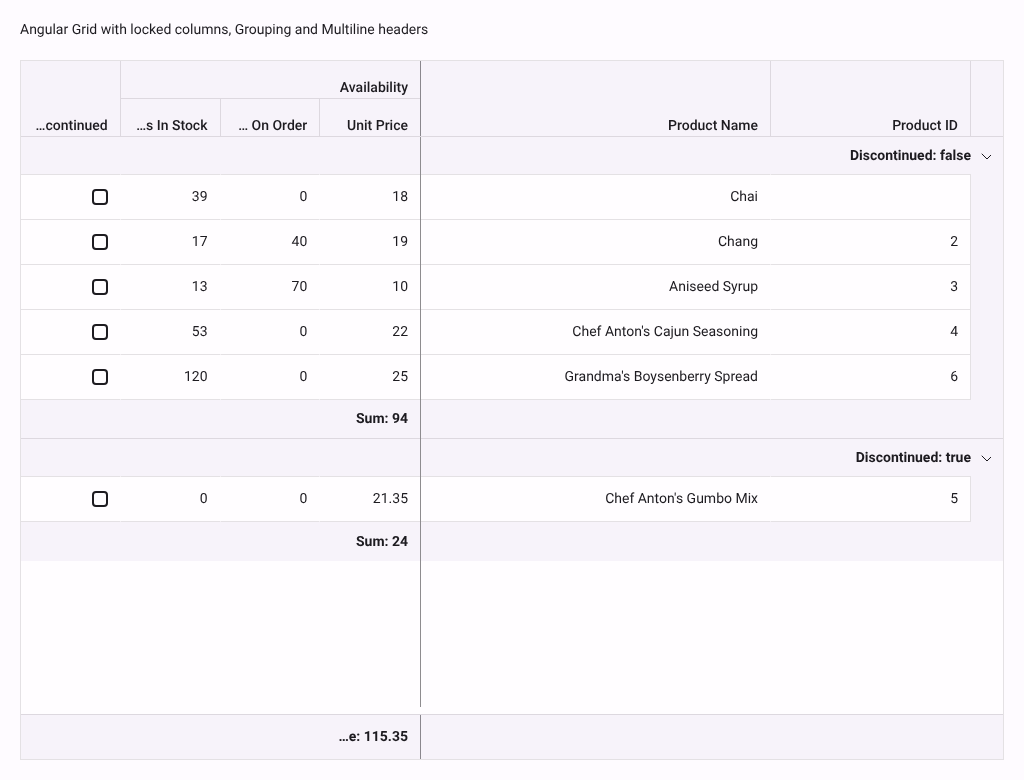 Angular Grid with locked columns, Grouping and Multiline headers
Availability
...continued ...s In Stock ... On Order Unit Price Product Name Product ID
Discontinued: false
39 0 18 Chai
17 40 19 Chang 2
13 70 10 Aniseed Syrup 3
53 0 22 Chef Anton's Cajun Seasoning 4
120 0 25 Grandma's Boysenberry Spread 6
Sum: 94
Discontinued: true
0 0 21.35 Chef Anton's Gumbo Mix 5
Sum: 24
...e: 115.35